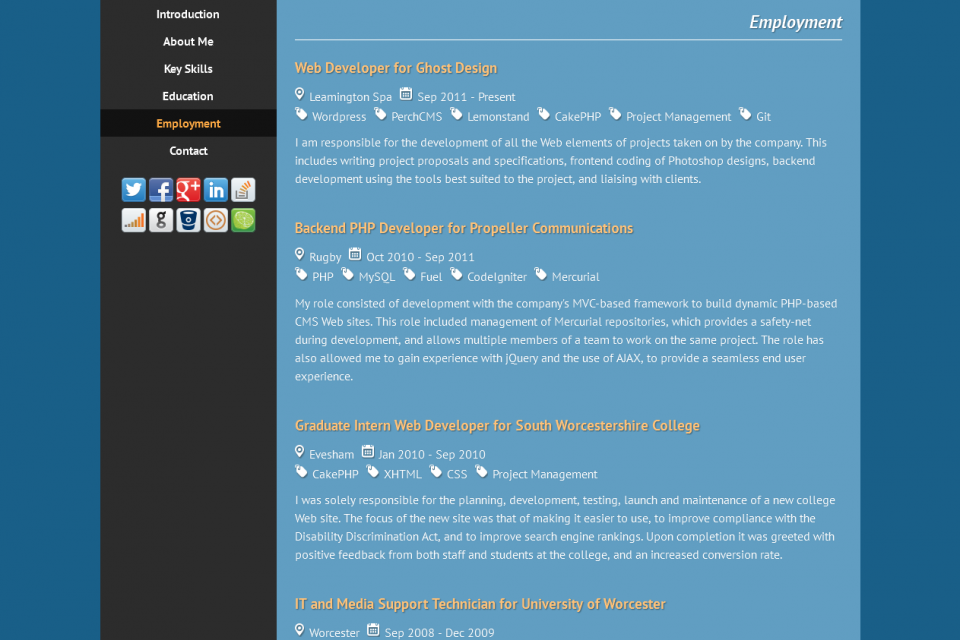 Introduction
About Me
Key Skills
Education
Employment
Contact
Employment
Web Developer for Ghost Design
Leamington Spa Sep 2011 - Present
Wordpress PerchCMS Lemonstand CakePHP Project Management Git
I am responsible for the development of all the Web elements of projects taken on by the company. This
includes writing project proposals and specifications, frontend coding of Photoshop designs, backend
development using the tools best suited to the project, and liaising with clients.
Backend PHP Developer for Propeller Communications
Rugby Oct 2010 - Sep 2011
PHP MySQL Fuel CodeIgniter Mercurial
My role consisted of development with the company's MVC-based framework to build dynamic PHP-based
CMS Web sites. This role included management of Mercurial repositories, which provides a safety-net
during development, and allows multiple members of a team to work on the same project. The role has
also allowed me to gain experience with jQuery and the use of AJAX, to provide a seamless end user
experience.
Graduate Intern Web Developer for South Worcestershire College
Evesham Jan 2010 - Sep 2010
CakePHP XHTML CSS Project Management
I was solely responsible for the planning, development, testing, launch and maintenance of a new college
Web site. The focus of the new site was that of making it easier to use, to improve compliance with the
Disability Discrimination Act, and to improve search engine rankings. Upon completion it was greeted with
positive feedback from both staff and students at the college, and an increased conversion rate.
IT and Media Support Technician for University of Worcester
Worcester Sep 2008 - Dec 2009